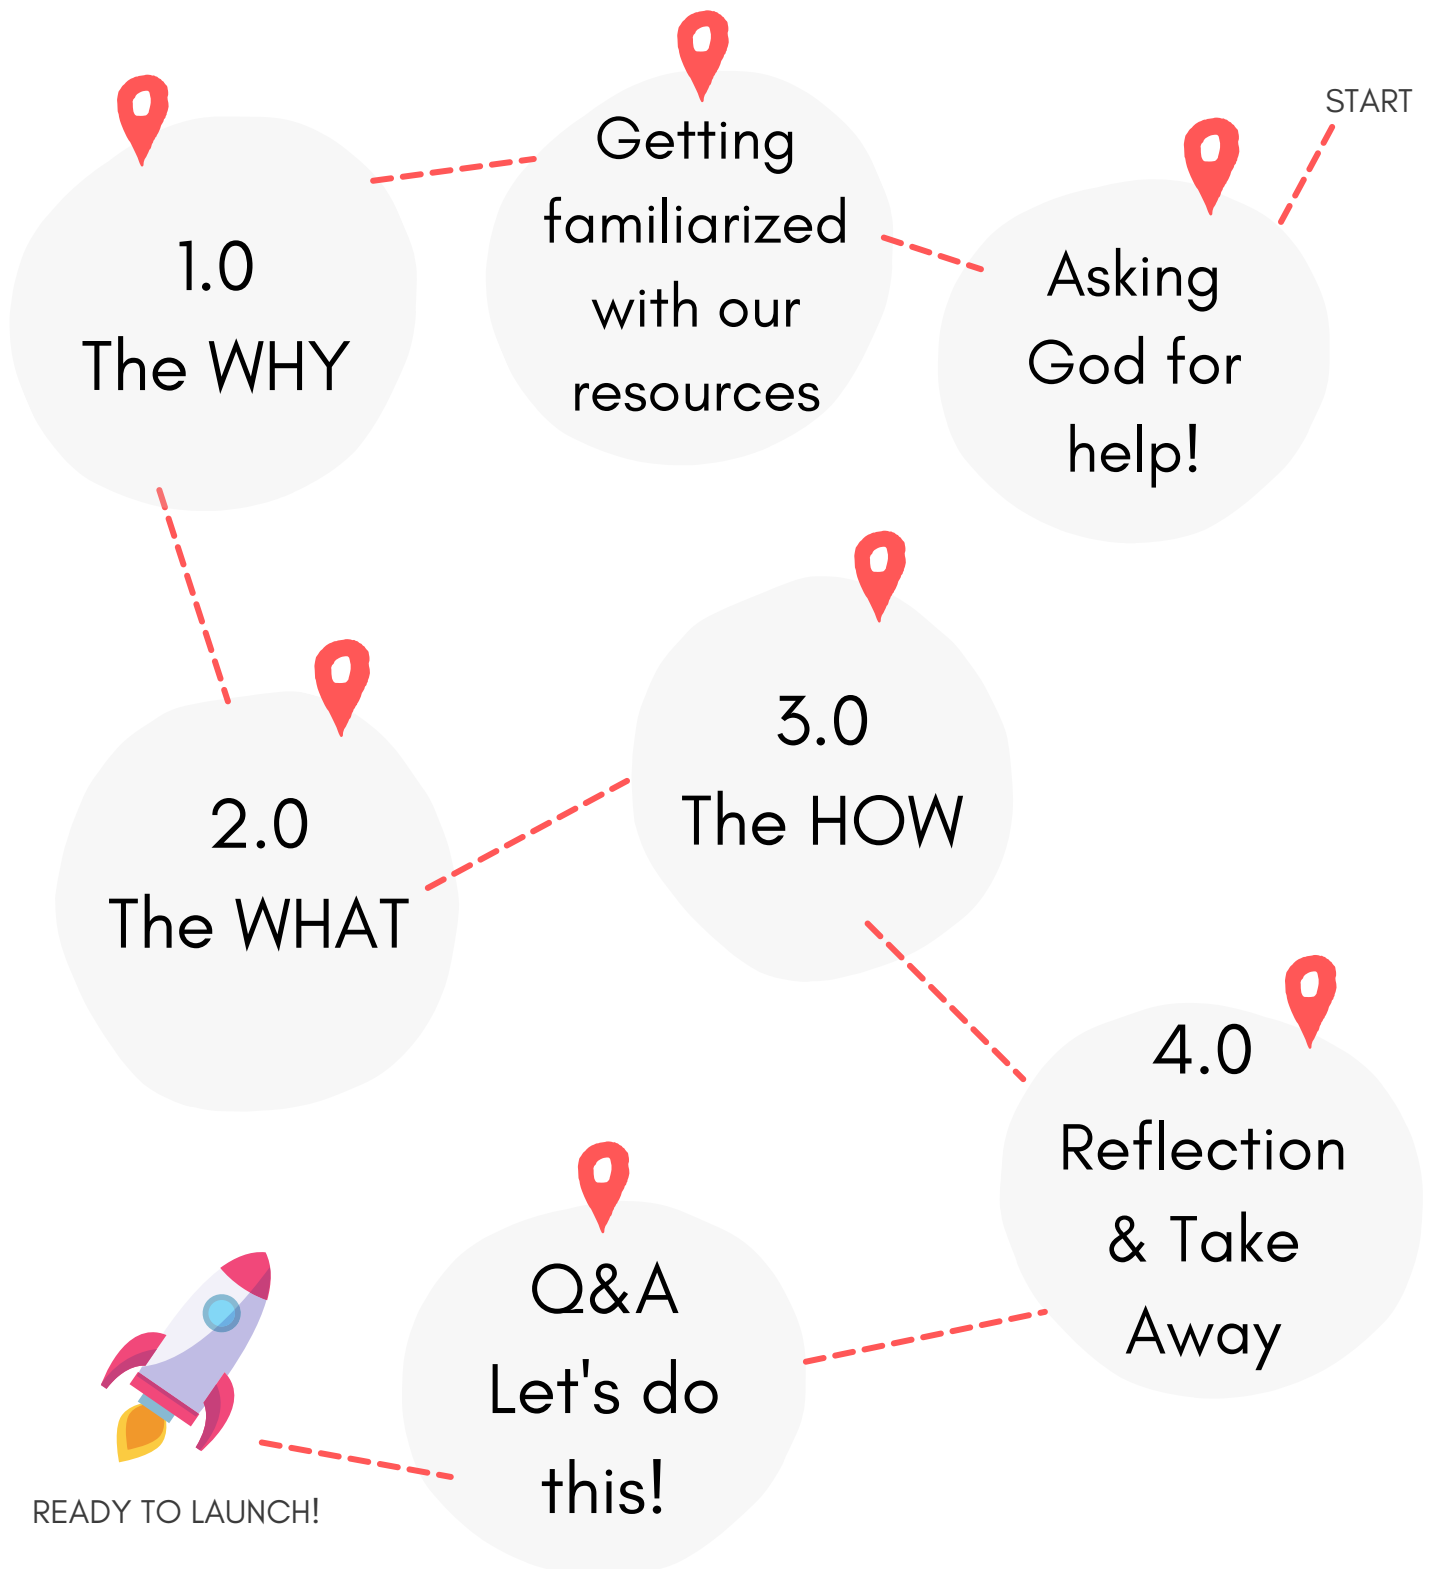 START
Asking
God for
help!
Getting
familiarized
with our
resources
1.0
The WHY
2.0
The WHAT
3.0
The HOW
4.0
Reflection
& Take
Away
Q&A
Let's do
this!
READY TO LAUNCH!